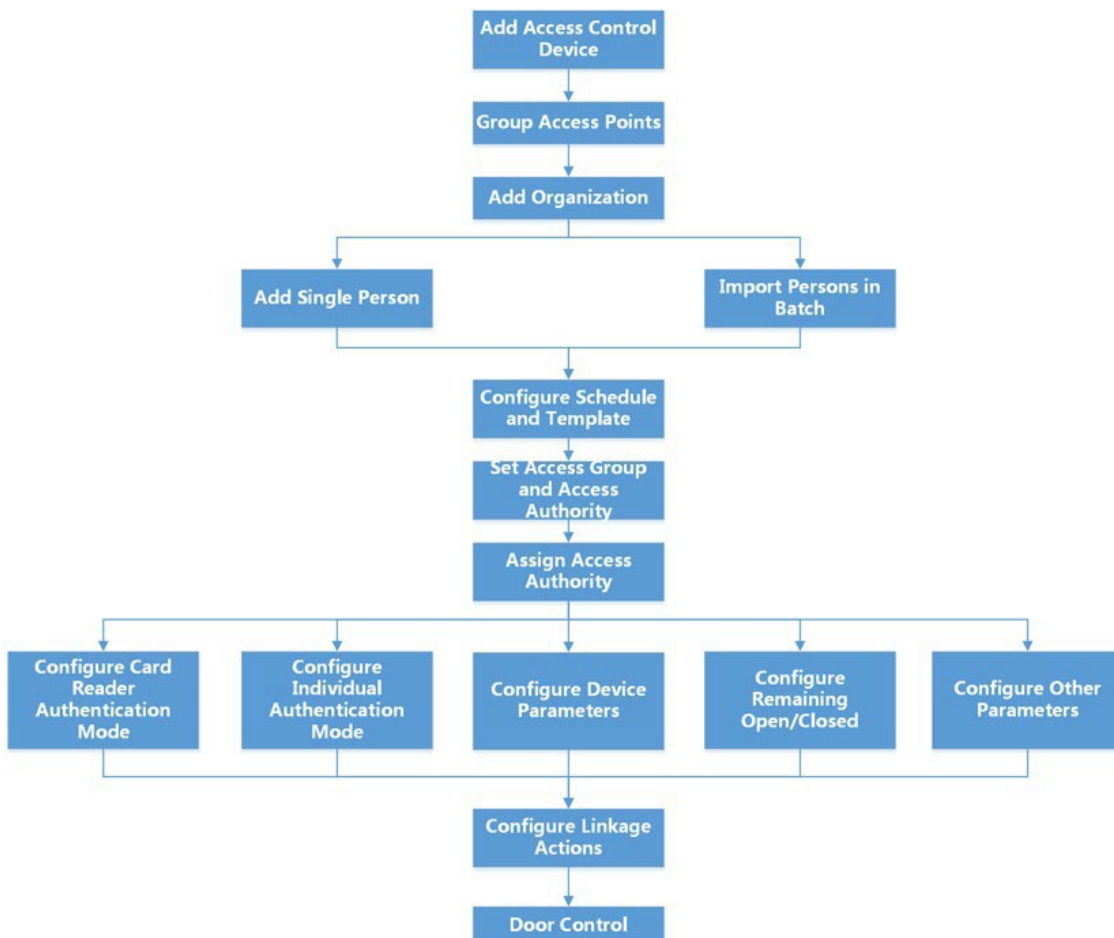 Add Access Control
Device
Group Access Points
Add Organization
Add Single Person
Import Persons in
Batch
Configure Schedule
and Template
Set Access Group
and Access
Authority
Assign Access
Authority
Configure Card
Reader
Authentication
Mode
Configure
Individual
Authentication
Mode
Configure Device
Parameters
Configure
Remaining
Open/Closed
Configure Other
Parameters
Configure Linkage
Actions
Door Control